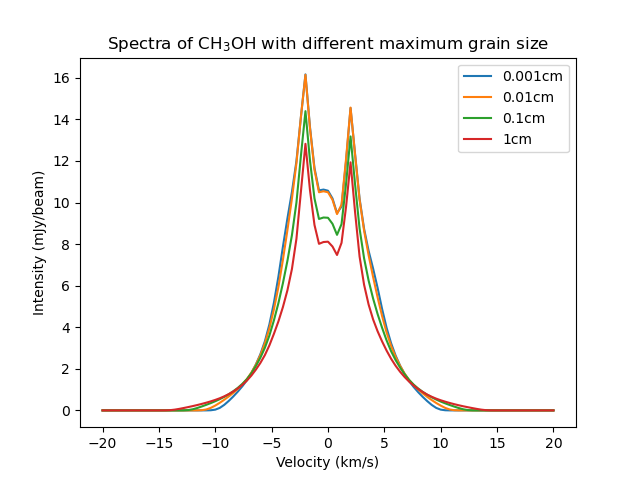 Spectra of CH₃OH with different maximum grain size
0.001cm
0.01cm
0.1cm
1cm
16
14
12
10
8
6
4
2
0
Intensity (mJy/beam)
−20 −15 −10 −5 0 5 10 15 20
Velocity (km/s)